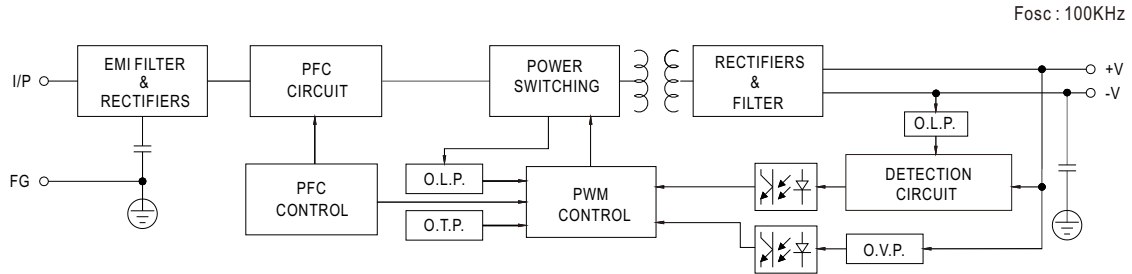 Fosc : 100KHz
I/P
EMI FILTER
&
RECTIFIERS
PFC
CIRCUIT
POWER
SWITCHING
RECTIFIERS
&
FILTER
+V
-V
O.L.P.
FG
PFC
CONTROL
O.L.P.
O.T.P.
PWM
CONTROL
DETECTION
CIRCUIT
O.V.P.